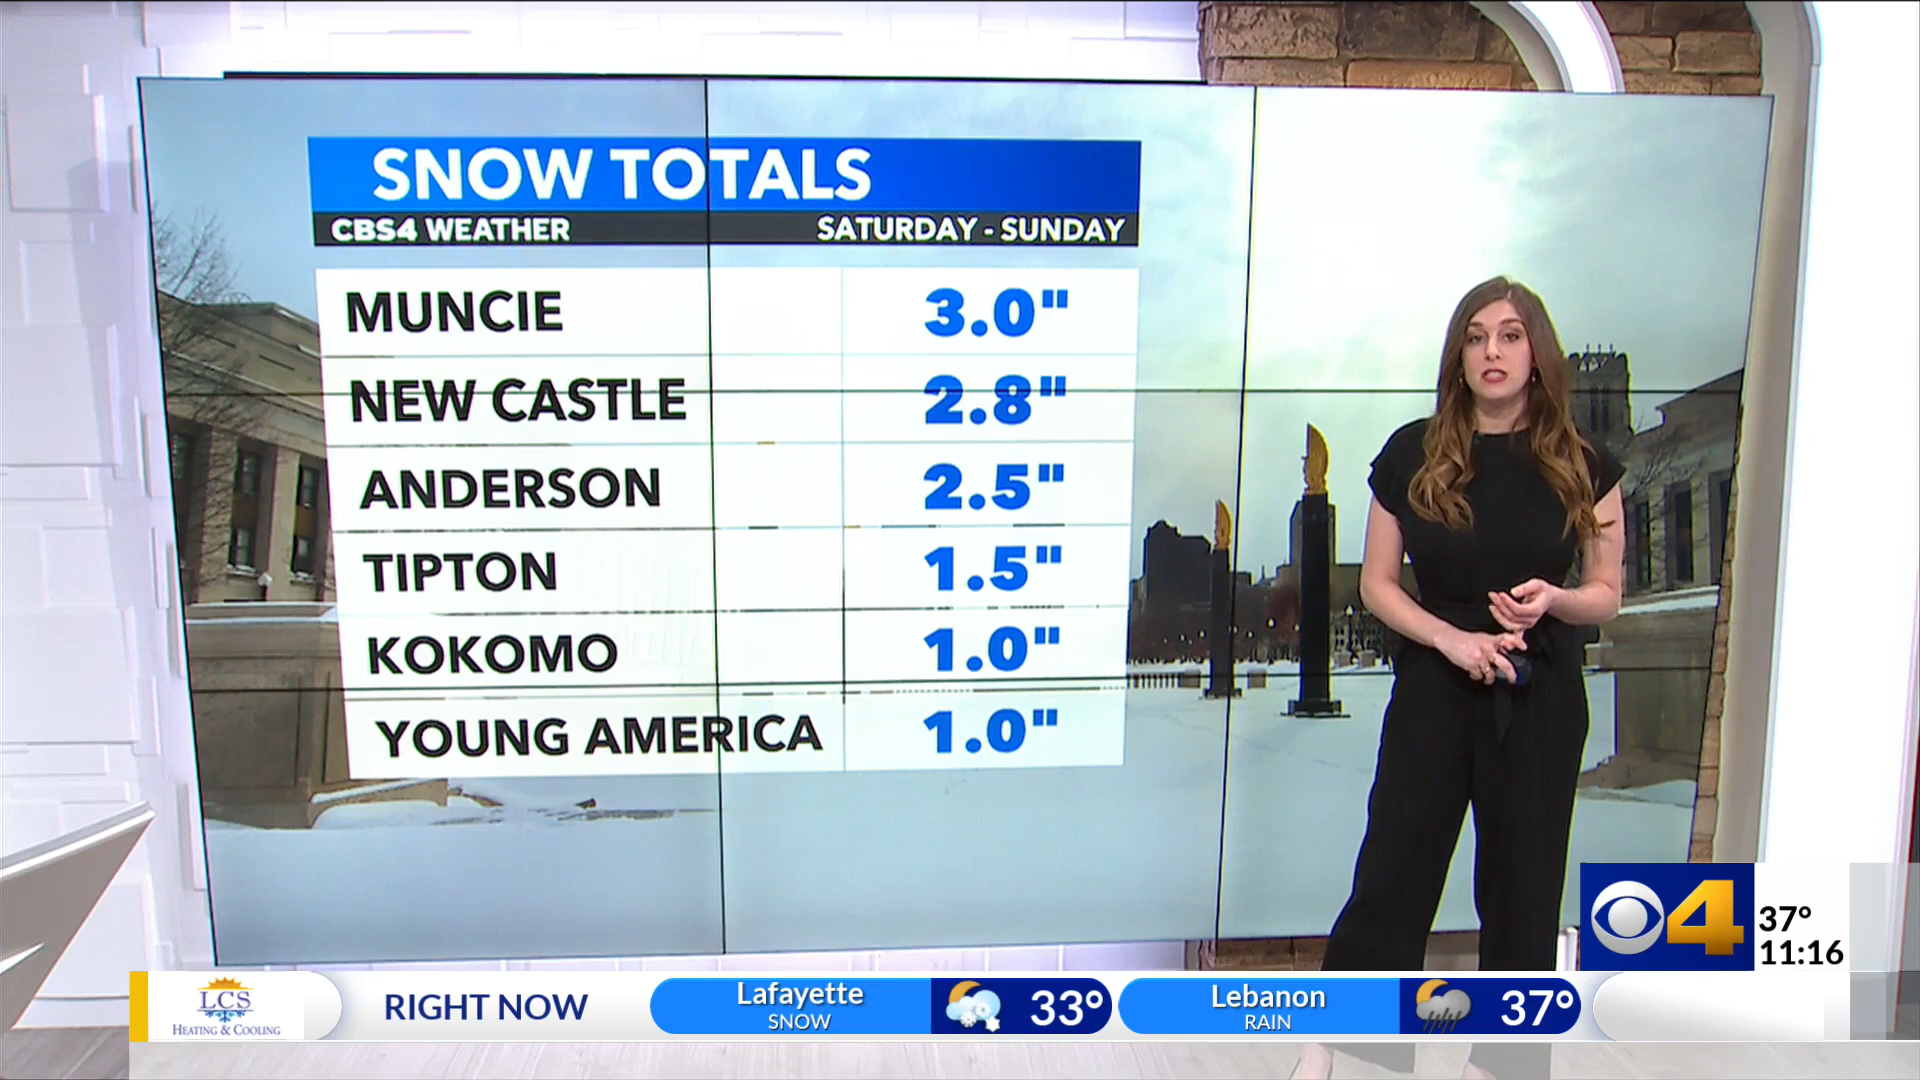 SNOW TOTALS
CBS4 WEATHER SATURDAY - SUNDAY
MUNCIE 3.0"
NEW CASTLE 2.8"
ANDERSON 2.5"
TIPTON 1.5"
KOKOMO 1.0"
YOUNG AMERICA 1.0"
4 37°
11:16
LCS
HEATING & COOLING
RIGHT NOW
Lafayette
SNOW
33°
Lebanon
RAIN
37°